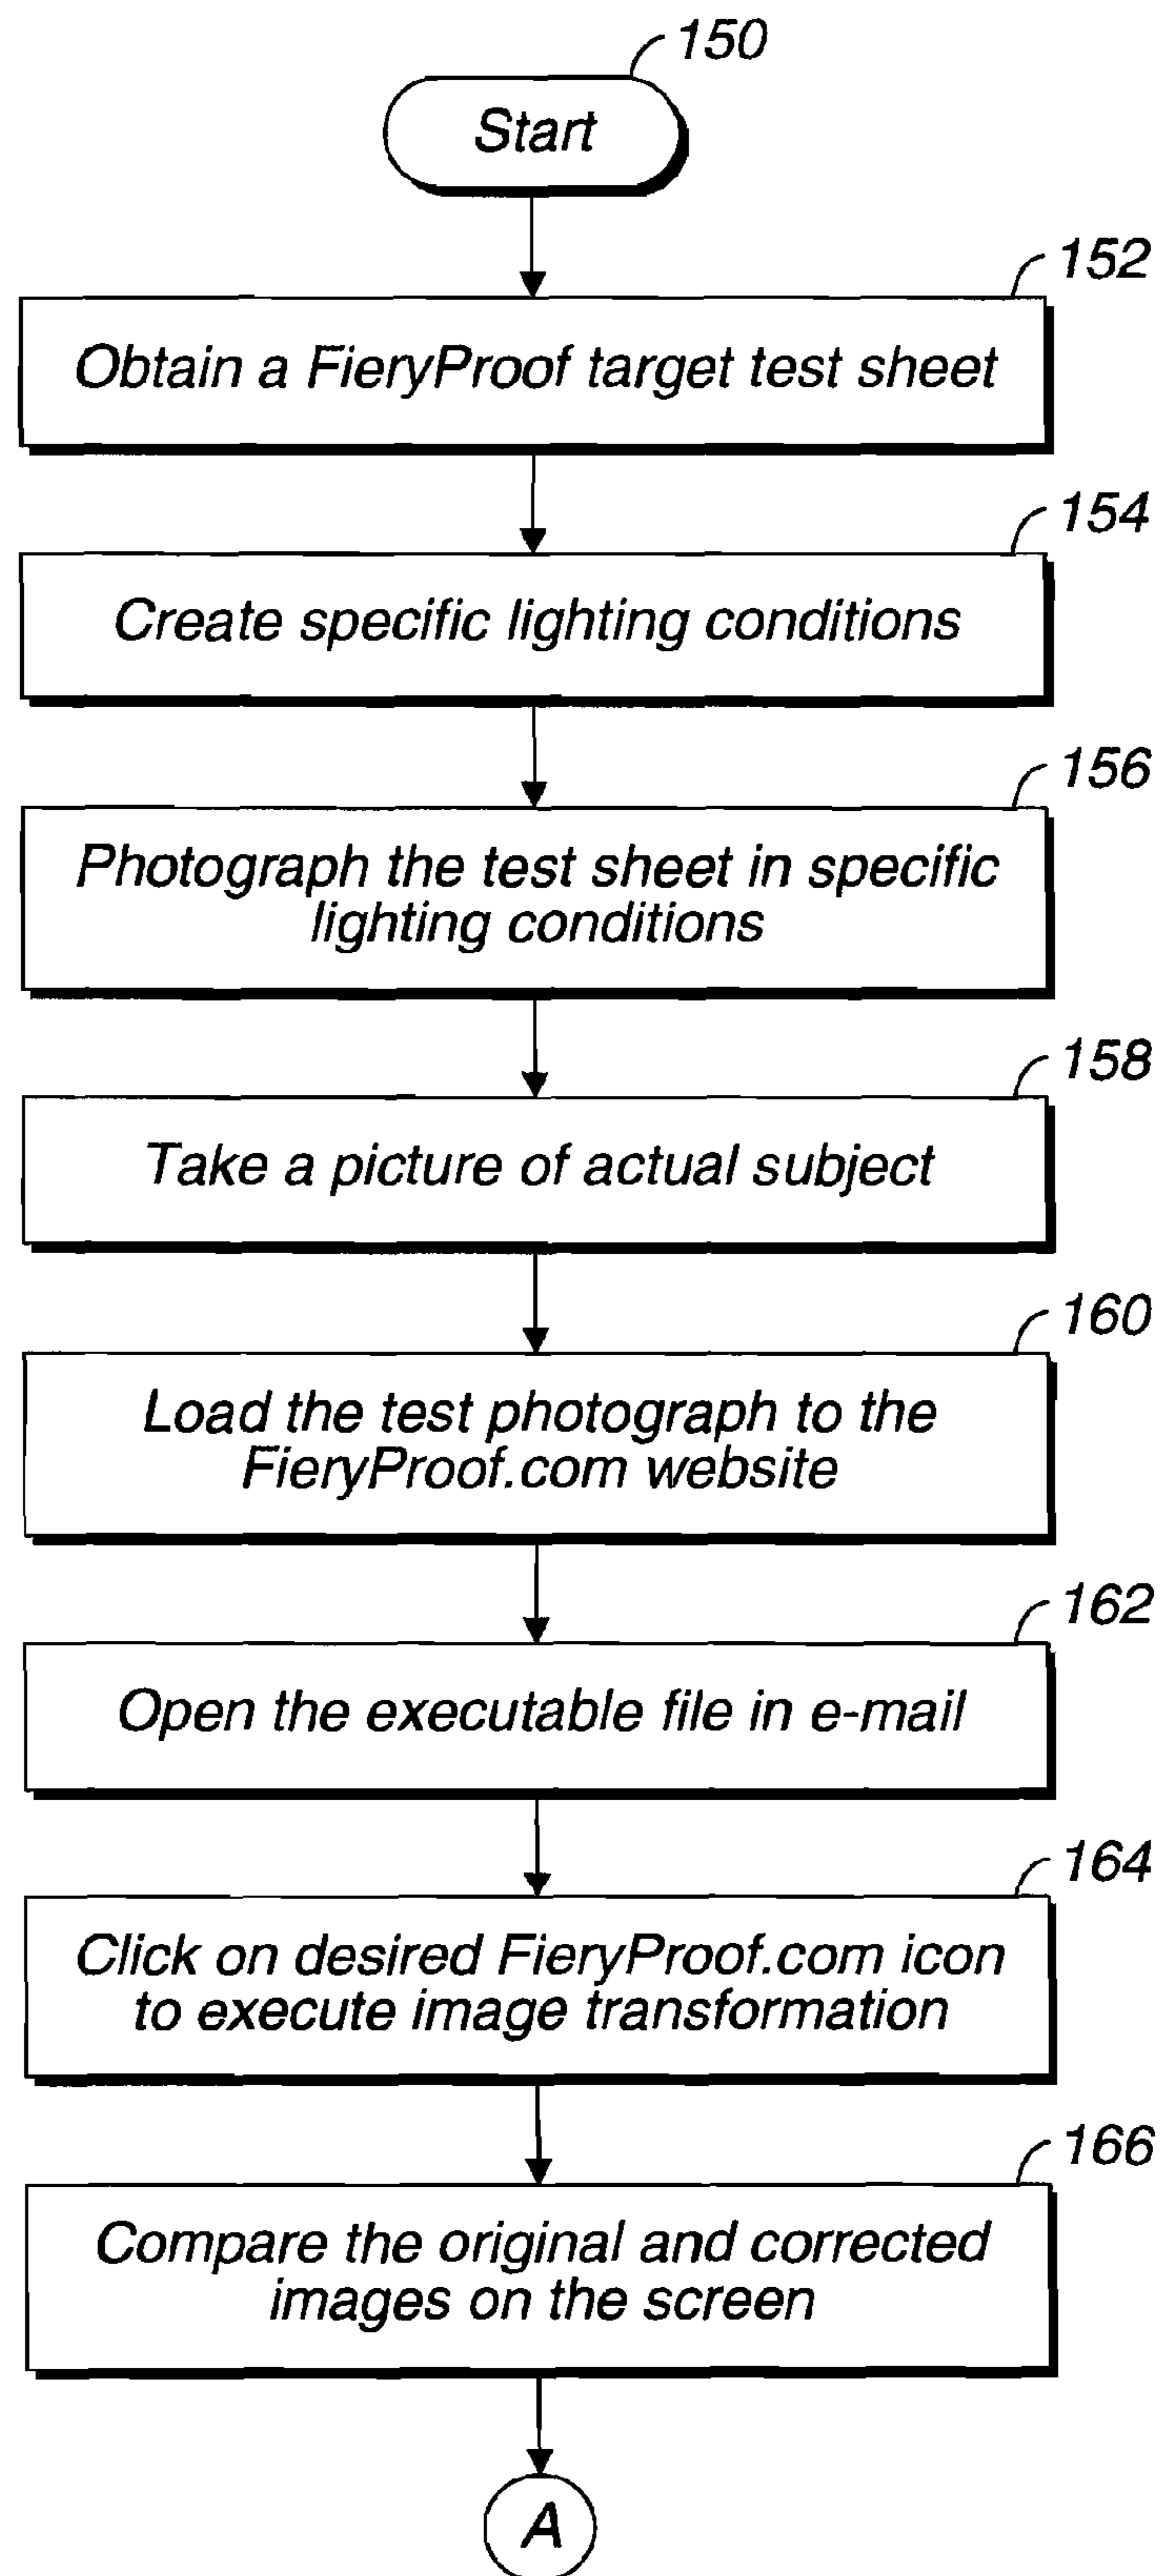 150
Start
152
Obtain a FieryProof target test sheet
154
Create specific lighting conditions
156
Photograph the test sheet in specific
lighting conditions
158
Take a picture of actual subject
160
Load the test photograph to the
FieryProof.com website
162
Open the executable file in e-mail
164
Click on desired FieryProof.com icon
to execute image transformation
166
Compare the original and corrected
images on the screen
A